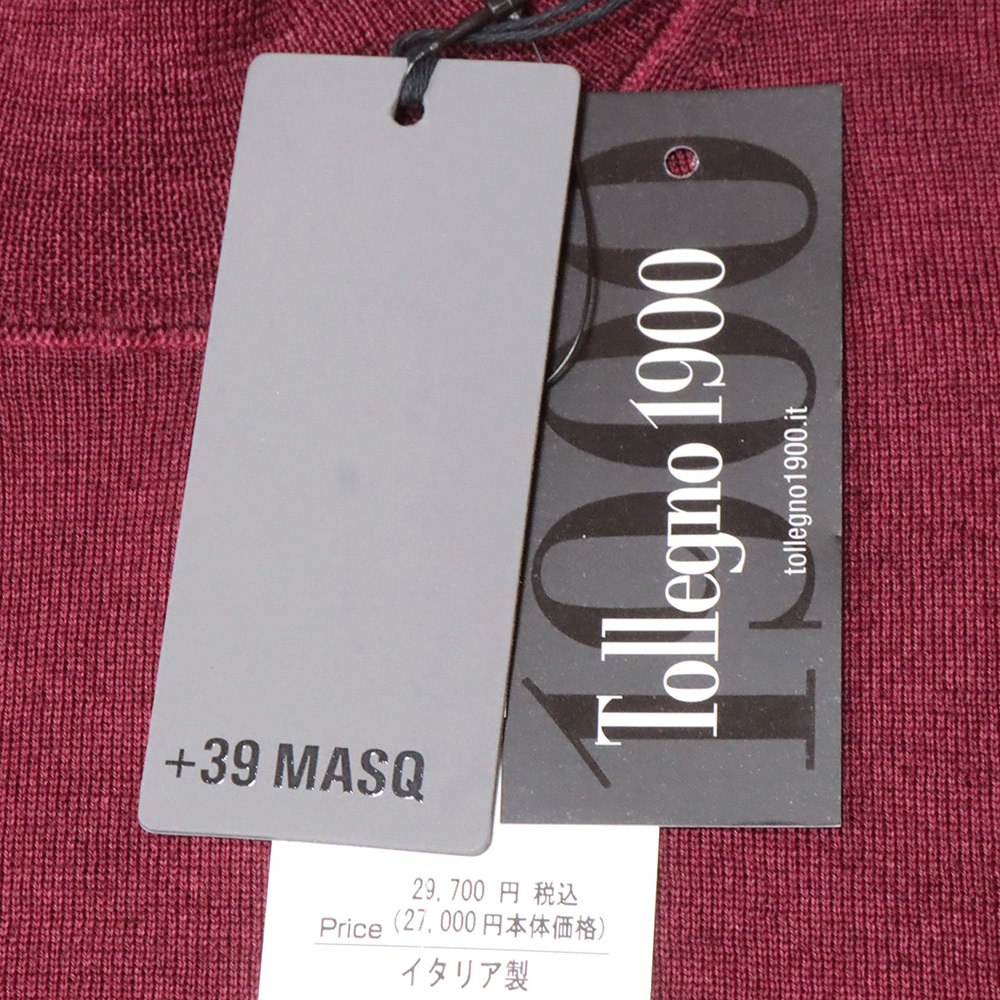 +39 MASQ
Tollegno 1900
tollegno1900.it
1900
29,700 円 税込
Price (27,000円本体価格)
イタリア製